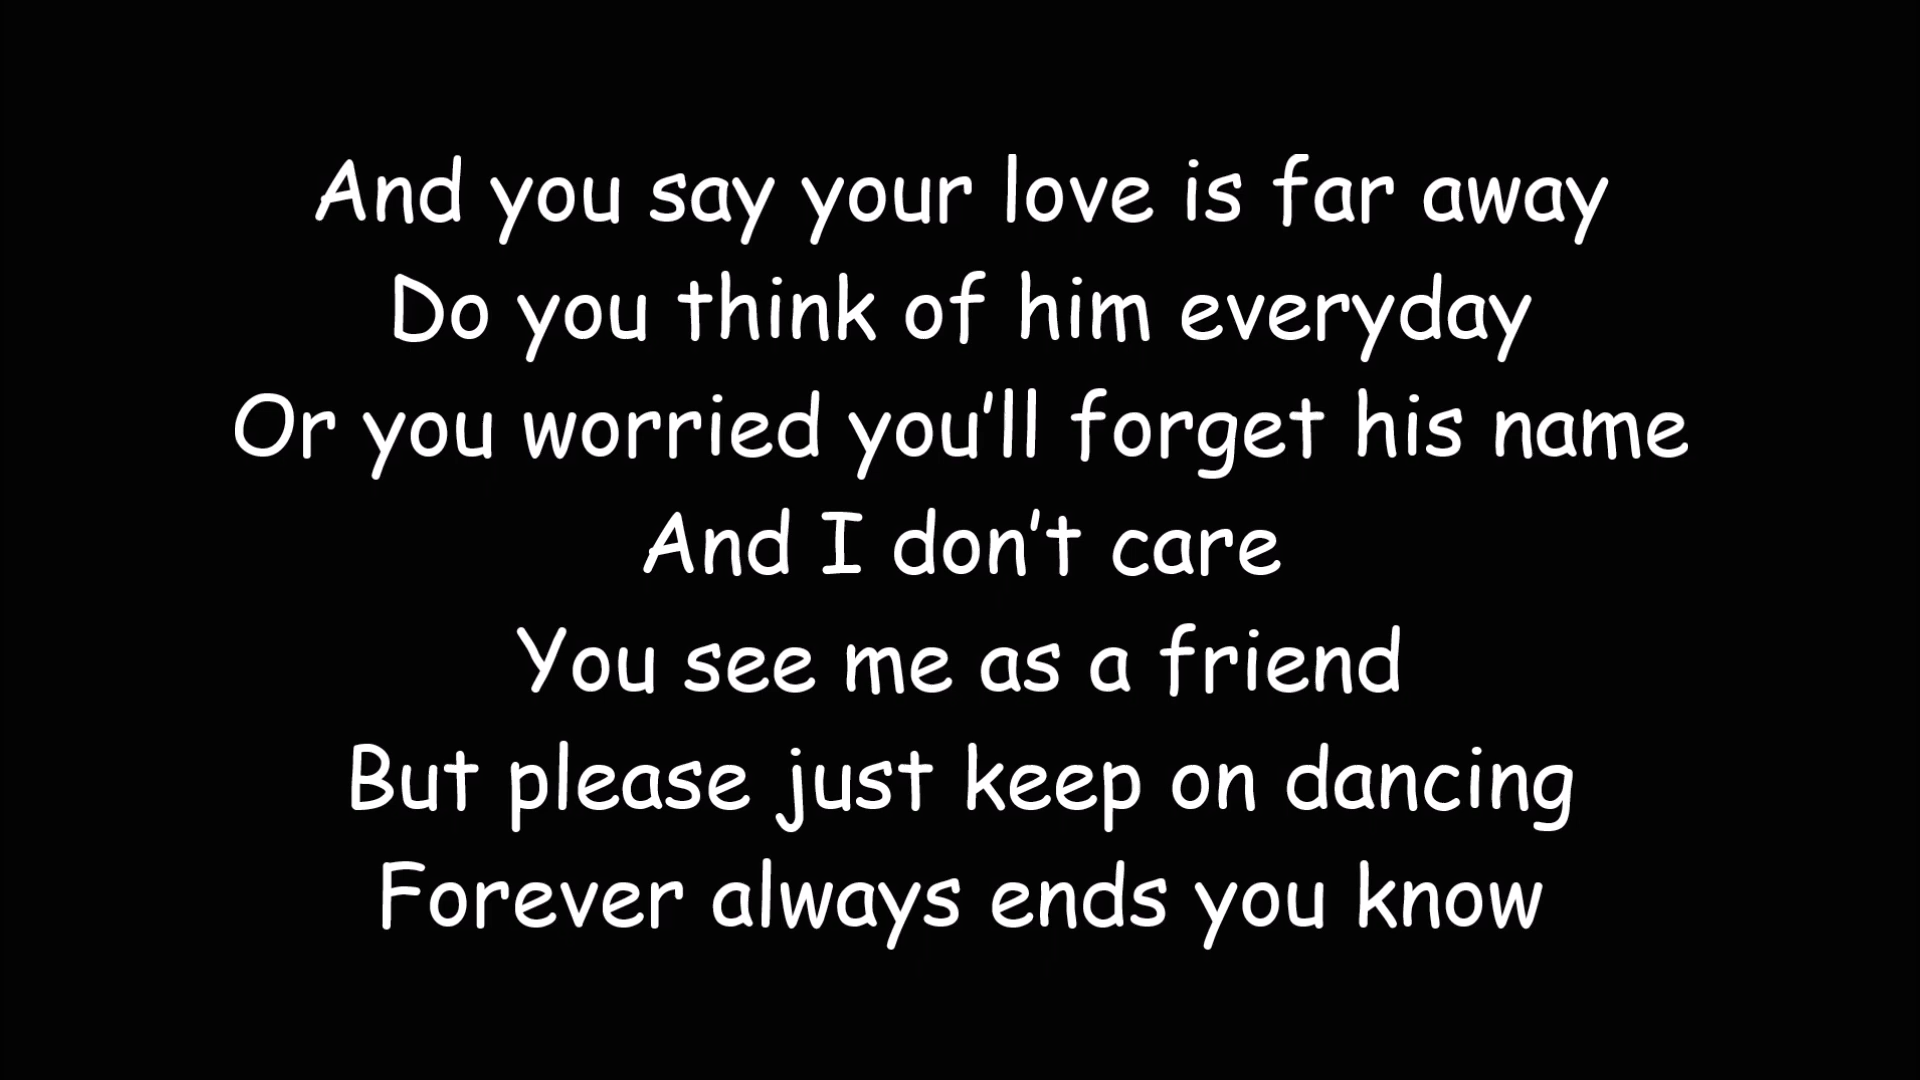 And you say your love is far away
Do you think of him everyday
Or you worried you’ll forget his name
And I don’t care
You see me as a friend
But please just keep on dancing
Forever always ends you know